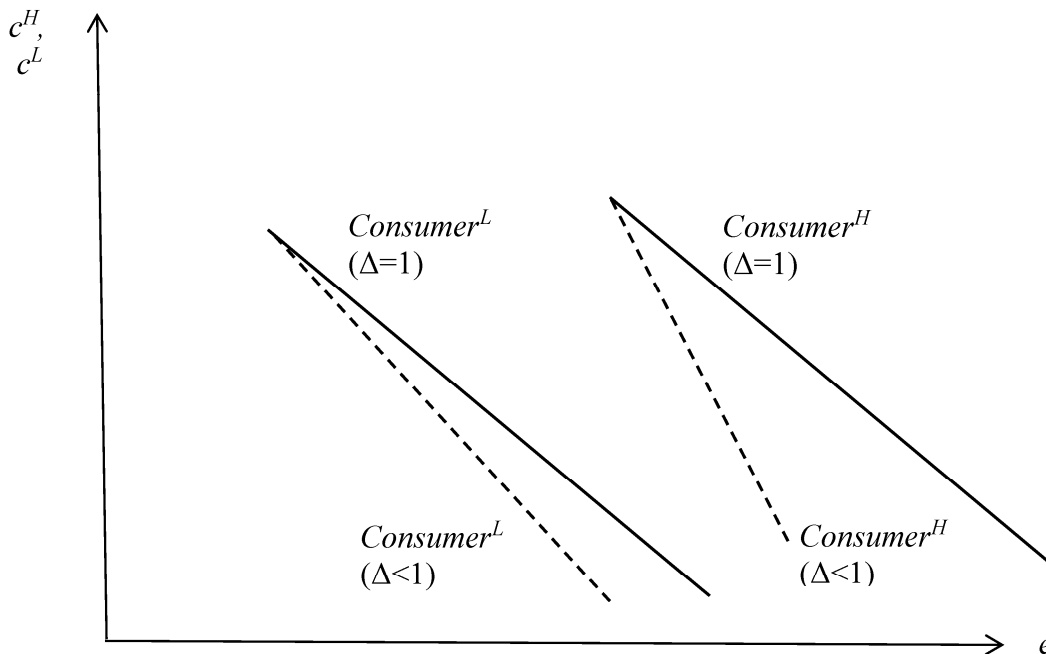 c^H,
c^L
Consumer^L
(Δ=1)
Consumer^H
(Δ=1)
Consumer^L
(Δ<1)
Consumer^H
(Δ<1)
e